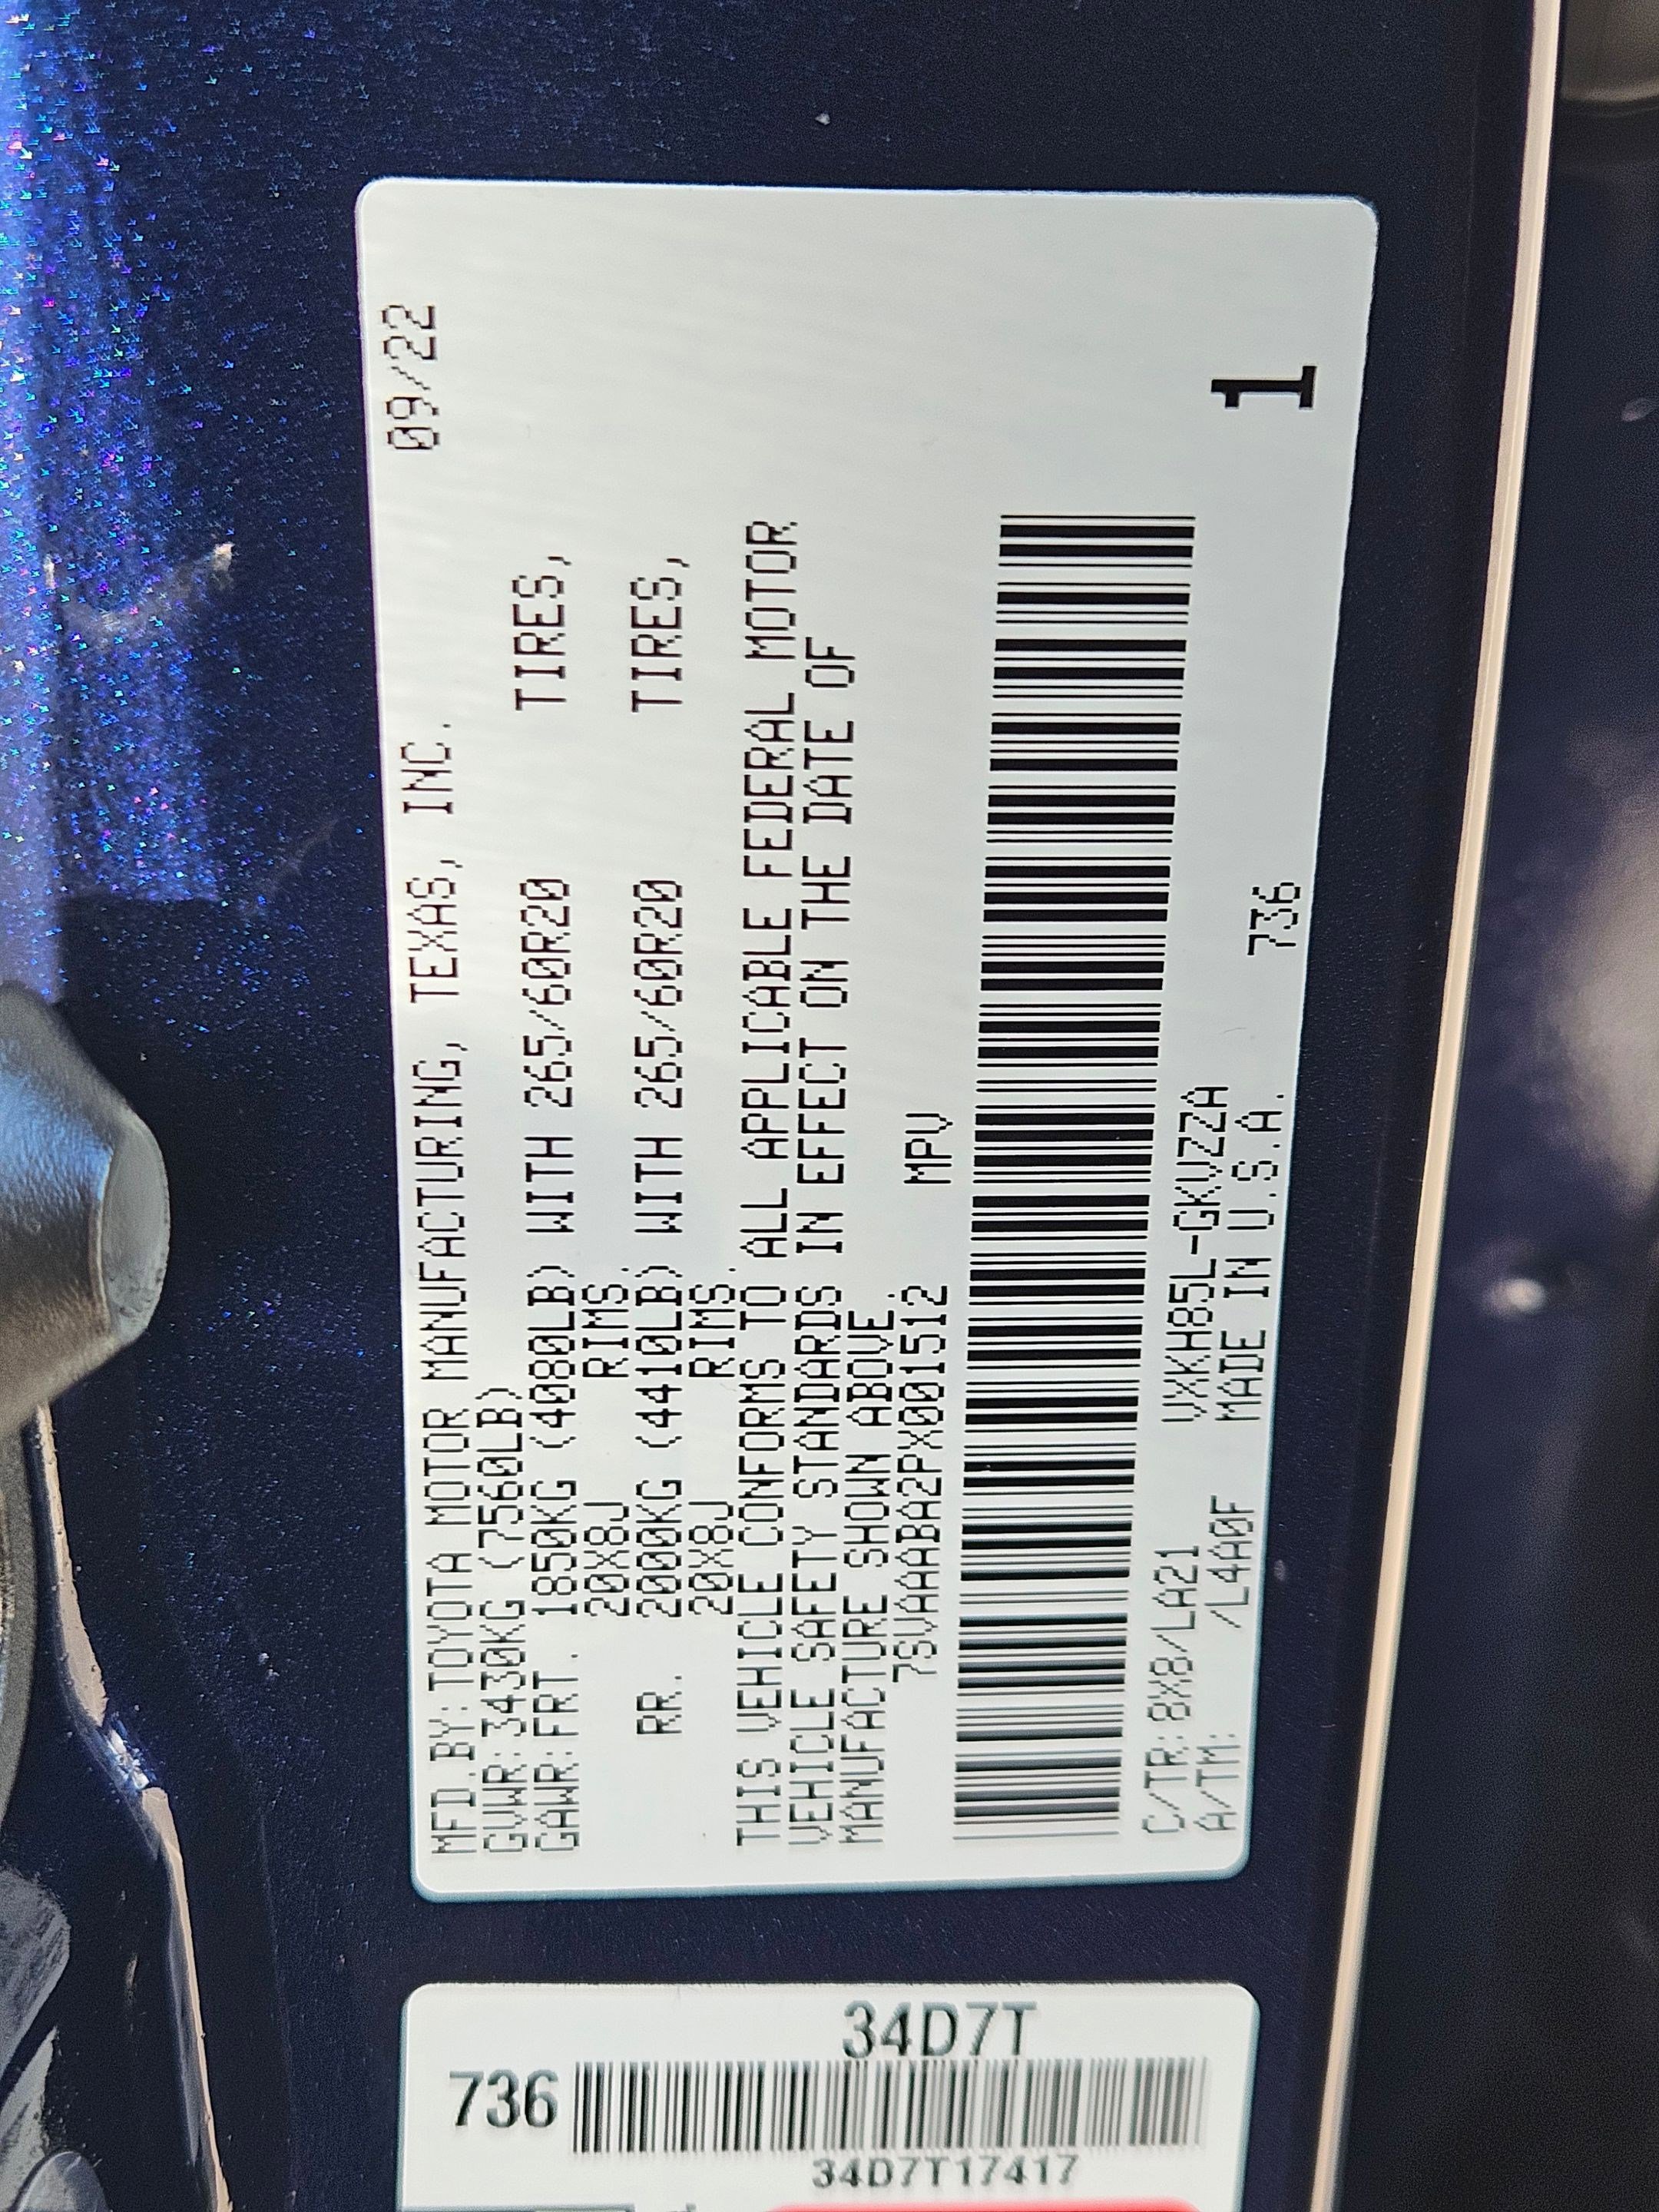 MFD.BY:TOYOTA MOTOR MANUFACTURING, TEXAS, INC. 09/22
GVWR:3430KG (7560LB)
GAWR:FRT. 1850KG (4080LB) WITH 265/60R20 TIRES,
20X8J RIMS.
RR. 2000KG (4410LB) WITH 265/60R20 TIRES,
20X8J RIMS.
THIS VEHICLE CONFORMS TO ALL APPLICABLE FEDERAL MOTOR
VEHICLE SAFETY STANDARDS IN EFFECT ON THE DATE OF
MANUFACTURE SHOWN ABOVE.
7SVAAABA2PX001512 MPV
C/TR:8X8/LA21 VXKH85L-GKVZZA
A/TM: /L4A0F MADE IN U.S.A. 736
1
34D7T
736
34D7T17417